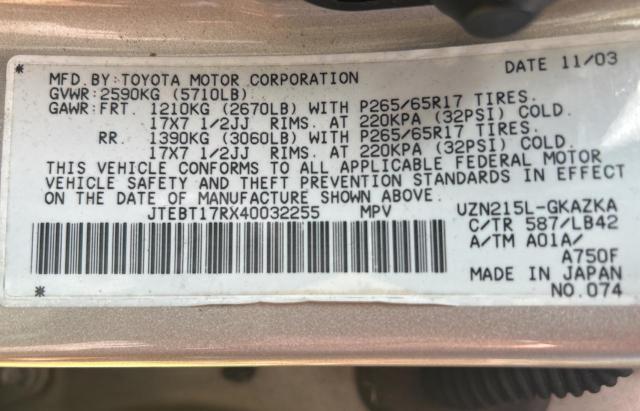 DATE 11/03
MFD.BY:TOYOTA MOTOR CORPORATION
GVWR:2590KG (5710LB)
GAWR:FRT. 1210KG (2670LB) WITH P265/65R17 TIRES.
17X7 1/2JJ RIMS. AT 220KPA (32PSI) COLD.
RR. 1390KG (3060LB) WITH P265/65R17 TIRES.
17X7 1/2JJ RIMS. AT 220KPA (32PSI) COLD.
THIS VEHICLE CONFORMS TO ALL APPLICABLE FEDERAL MOTOR
VEHICLE SAFETY AND THEFT PREVENTION STANDARDS IN EFFECT
ON THE DATE OF MANUFACTURE SHOWN ABOVE.
JTEBT17RX40032255 MPV UZN215L-GKAZKA
C/TR 587/LB42
A/TM A01A/
A750F
MADE IN JAPAN
NO.074